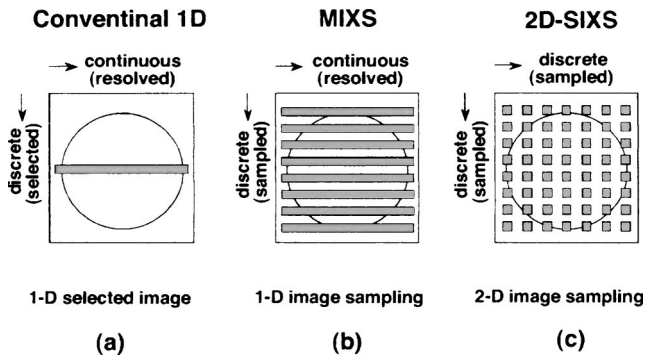 Conventinal 1D
MIXS
2D-SIXS
continuous
(resolved)
continuous
(resolved)
discrete
(sampled)
discrete
(selected)
discrete
(sampled)
discrete
(sampled)
1-D selected image
1-D image sampling
2-D image sampling
(a)
(b)
(c)